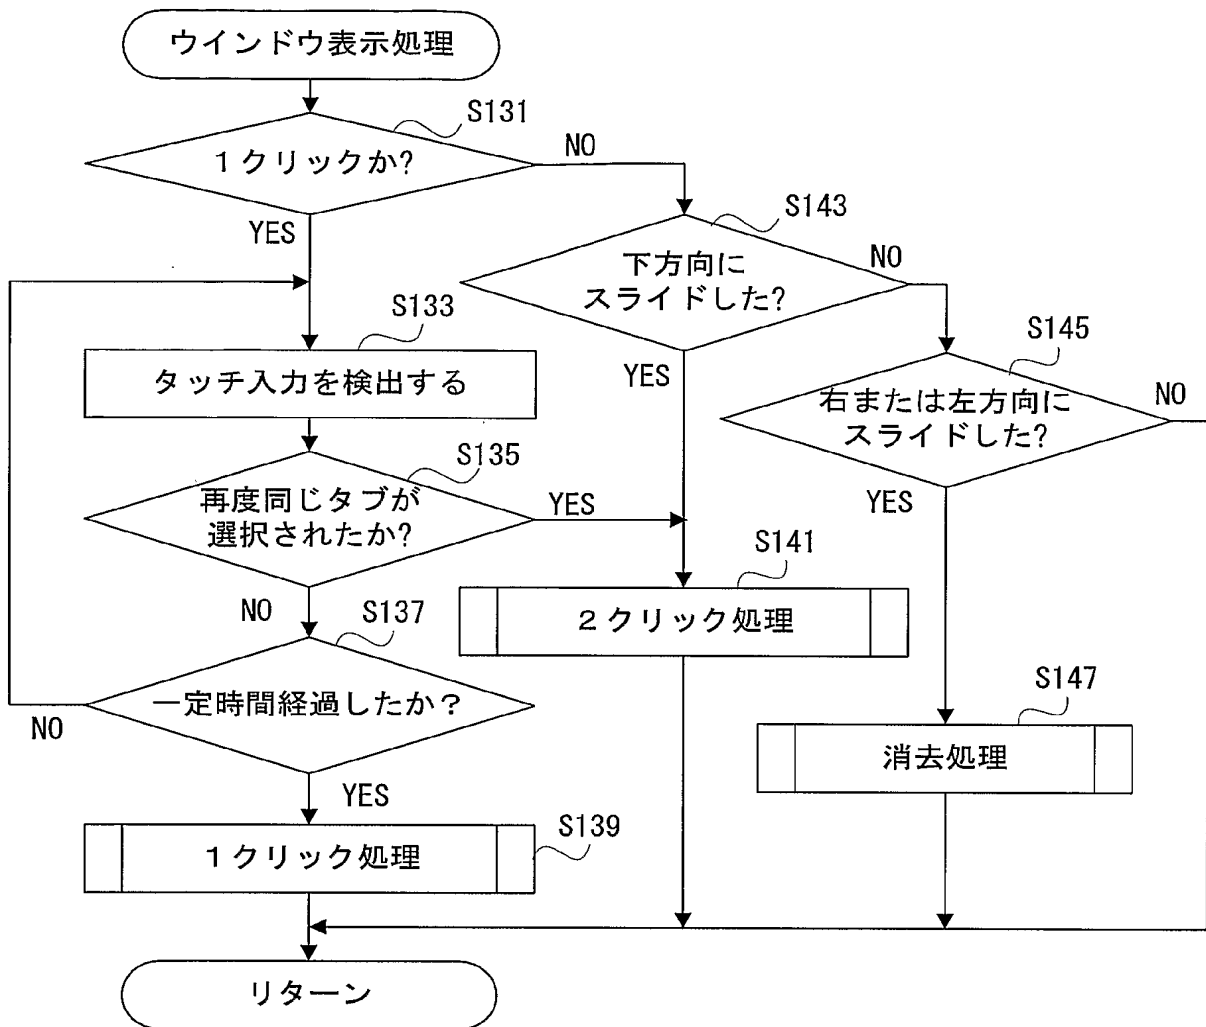 ウインドウ表示処理
S131
1クリックか?
NO
YES
S143
下方向に
スライドした?
NO
YES
S133
タッチ入力を検出する
S145
右または左方向に
スライドした?
NO
YES
S135
再度同じタブが
選択されたか?
YES
NO
S141
2クリック処理
S137
一定時間経過したか?
NO
YES
S147
消去処理
S139
1クリック処理
リターン